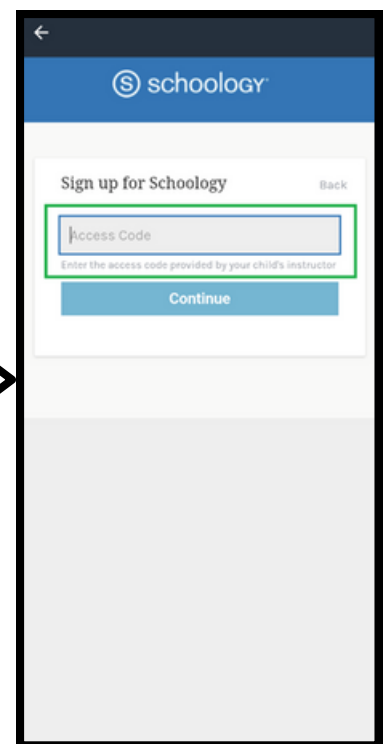 schoology
Sign up for Schoology
Back
Access Code
Enter the access code provided by your child's instructor
Continue